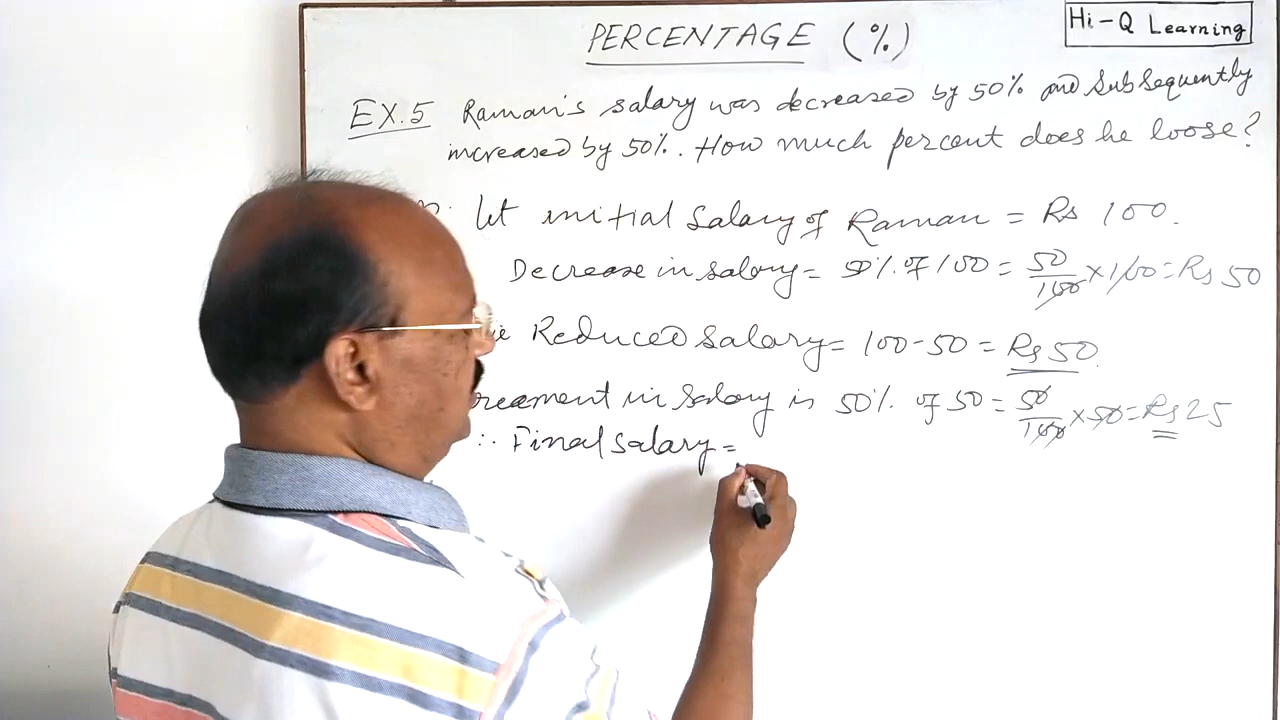 PERCENTAGE (%)
Hi-Q Learning
EX.5 Raman's salary was decreased by 50% and Subsequently
increased by 50%. How much percent does he loose?
Let initial Salary of Raman = Rs 100.
Decrease in salary = 50% of 100 = 50/100 × 100 = Rs 50
ie Reduced Salary = 100-50 = Rs 50.
in Salary is 50% of 50 = 50/100 × 50 = Rs 25
∴ Final salary =